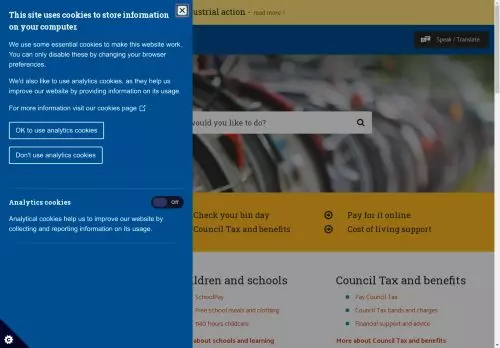 This site uses cookies to store information
on your computer.
We use some essential cookies to make this website work.
You can only disable these by changing your browser
preferences.
We'd also like to use analytics cookies, as they help us
improve our website by providing information on its usage.
For more information visit our cookies page
OK to use analytics cookies
Don't use analytics cookies
Analytics cookies
Off
Analytical cookies help us to improve our website by
collecting and reporting information on its usage.
ustrial action - read more
Speak / Translate
would you like to do?
Check your bin day
Pay for it online
Council Tax and benefits
Cost of living support
ldren and schools
SchoolPay
Free school meals and clothing
1140 hours childcare
about schools and learning
Council Tax and benefits
Pay Council Tax
Council Tax bands and charges
Financial support and advice
More about Council Tax and benefits